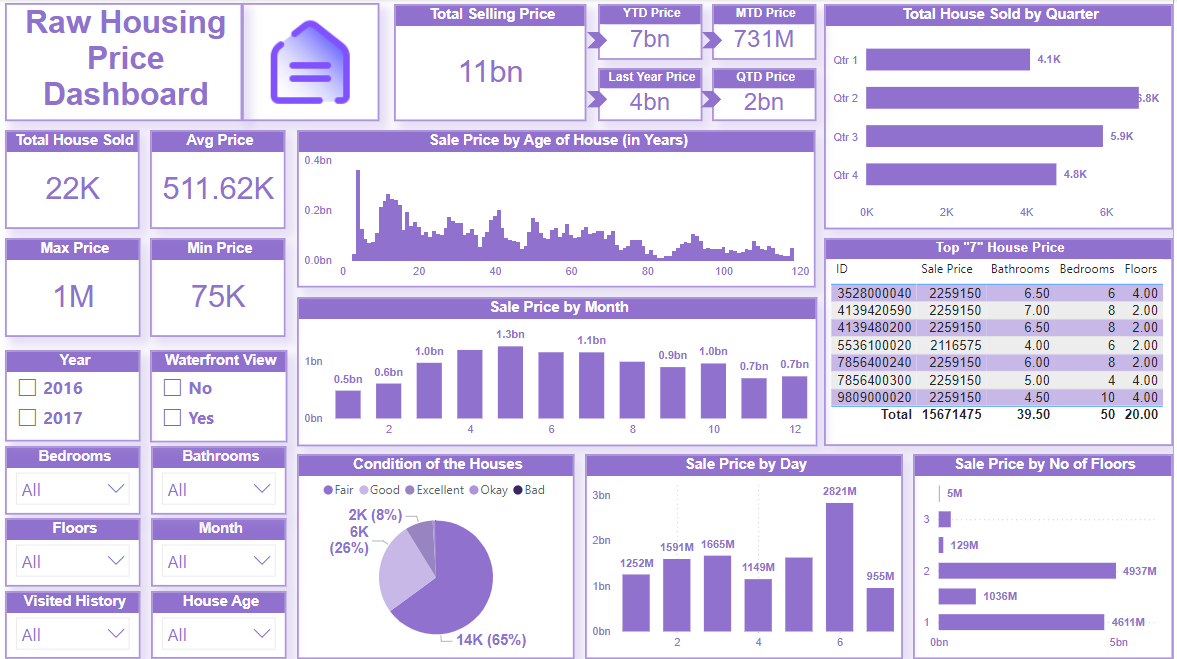 Raw Housing
Price
Dashboard
Total Selling Price
11bn
YTD Price
7bn
MTD Price
731M
Last Year Price
4bn
QTD Price
2bn
Total House Sold by Quarter
Qtr 1
4.1K
Qtr 2
6.8K
Qtr 3
5.9K
Qtr 4
4.8K
0K 2K 4K 6K
Total House Sold
22K
Avg Price
511.62K
Max Price
1M
Min Price
75K
Sale Price by Age of House (in Years)
0.4bn
0.2bn
0.0bn
0 20 40 60 80 100 120
Top "7" House Price
ID Sale Price Bathrooms Bedrooms Floors
3528000040 2259150 6.50 6 4.00
4139420590 2259150 7.00 8 2.00
4139480200 2259150 6.50 8 2.00
5536100020 2116575 4.00 6 2.00
7856400240 2259150 6.00 8 2.00
7856400300 2259150 5.00 4 4.00
9809000020 2259150 4.50 10 4.00
Total 15671475 39.50 50 20.00
Sale Price by Month
1bn
0bn
0.5bn 0.6bn 1.0bn 1.3bn 1.1bn 0.9bn 1.0bn 0.7bn 0.7bn
2 4 6 8 10 12
Year
2016
2017
Waterfront View
No
Yes
Bedrooms
All
Bathrooms
All
Floors
All
Month
All
Visited History
All
House Age
All
Condition of the Houses
Fair Good Excellent Okay Bad
2K (8%)
6K
(26%)
14K (65%)
Sale Price by Day
3bn
2bn
1bn
0bn
1252M 1591M 1665M 1149M 2821M 955M
2 4 6
Sale Price by No of Floors
5M
3
129M
2
4937M
1036M
1
4611M
0bn 5bn